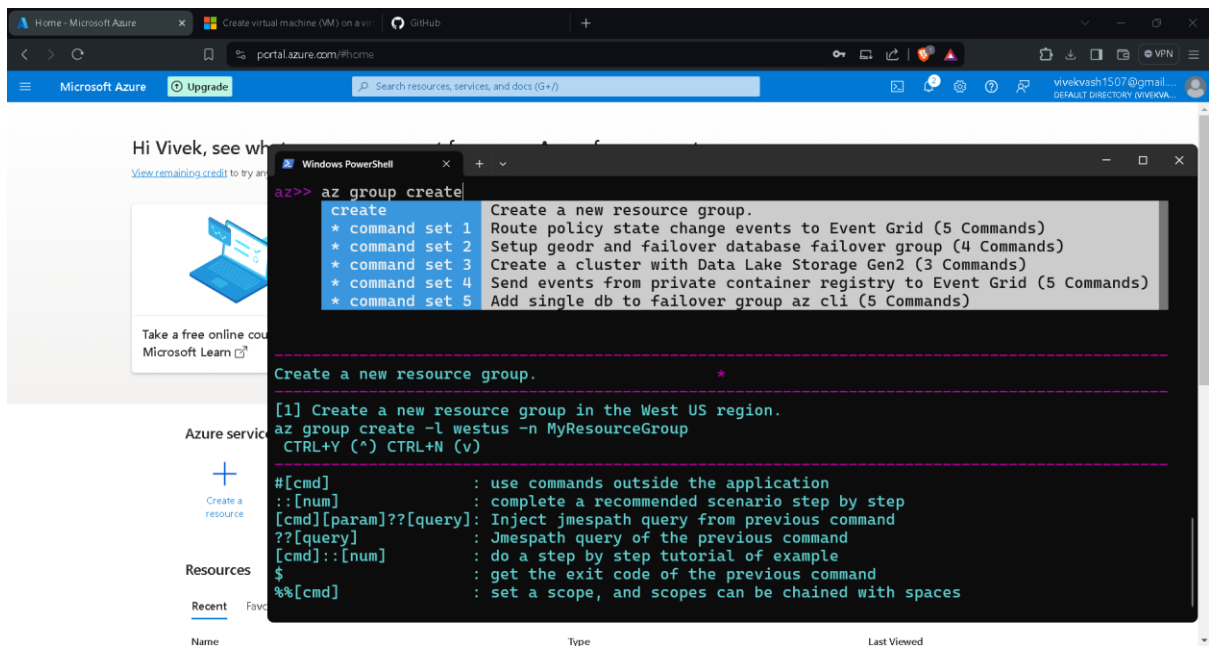 Home - Microsoft Azure
Create virtual machine (VM) on a vir
GitHub
portal.azure.com/#home
VPN
Microsoft Azure
Upgrade
Search resources, services, and docs (G+/)
2
vivekvash1507@gmail....
DEFAULT DIRECTORY (VIVEKVA...
Hi Vivek, see wh
View remaining credit to try an
Take a free online cou
Microsoft Learn
Azure servic
Create a
resource
Resources
Recent Favo
Name Type Last Viewed
Windows PowerShell
az>> az group create
create Create a new resource group.
* command set 1 Route policy state change events to Event Grid (5 Commands)
* command set 2 Setup geodr and failover database failover group (4 Commands)
* command set 3 Create a cluster with Data Lake Storage Gen2 (3 Commands)
* command set 4 Send events from private container registry to Event Grid (5 Commands)
* command set 5 Add single db to failover group az cli (5 Commands)
Create a new resource group. *
[1] Create a new resource group in the West US region.
az group create -l westus -n MyResourceGroup
CTRL+Y (^) CTRL+N (v)
#[cmd] : use commands outside the application
::[num] : complete a recommended scenario step by step
[cmd][param]??[query]: Inject jmespath query from previous command
??[query] : Jmespath query of the previous command
[cmd]::[num] : do a step by step tutorial of example
$ : get the exit code of the previous command
%%[cmd] : set a scope, and scopes can be chained with spaces